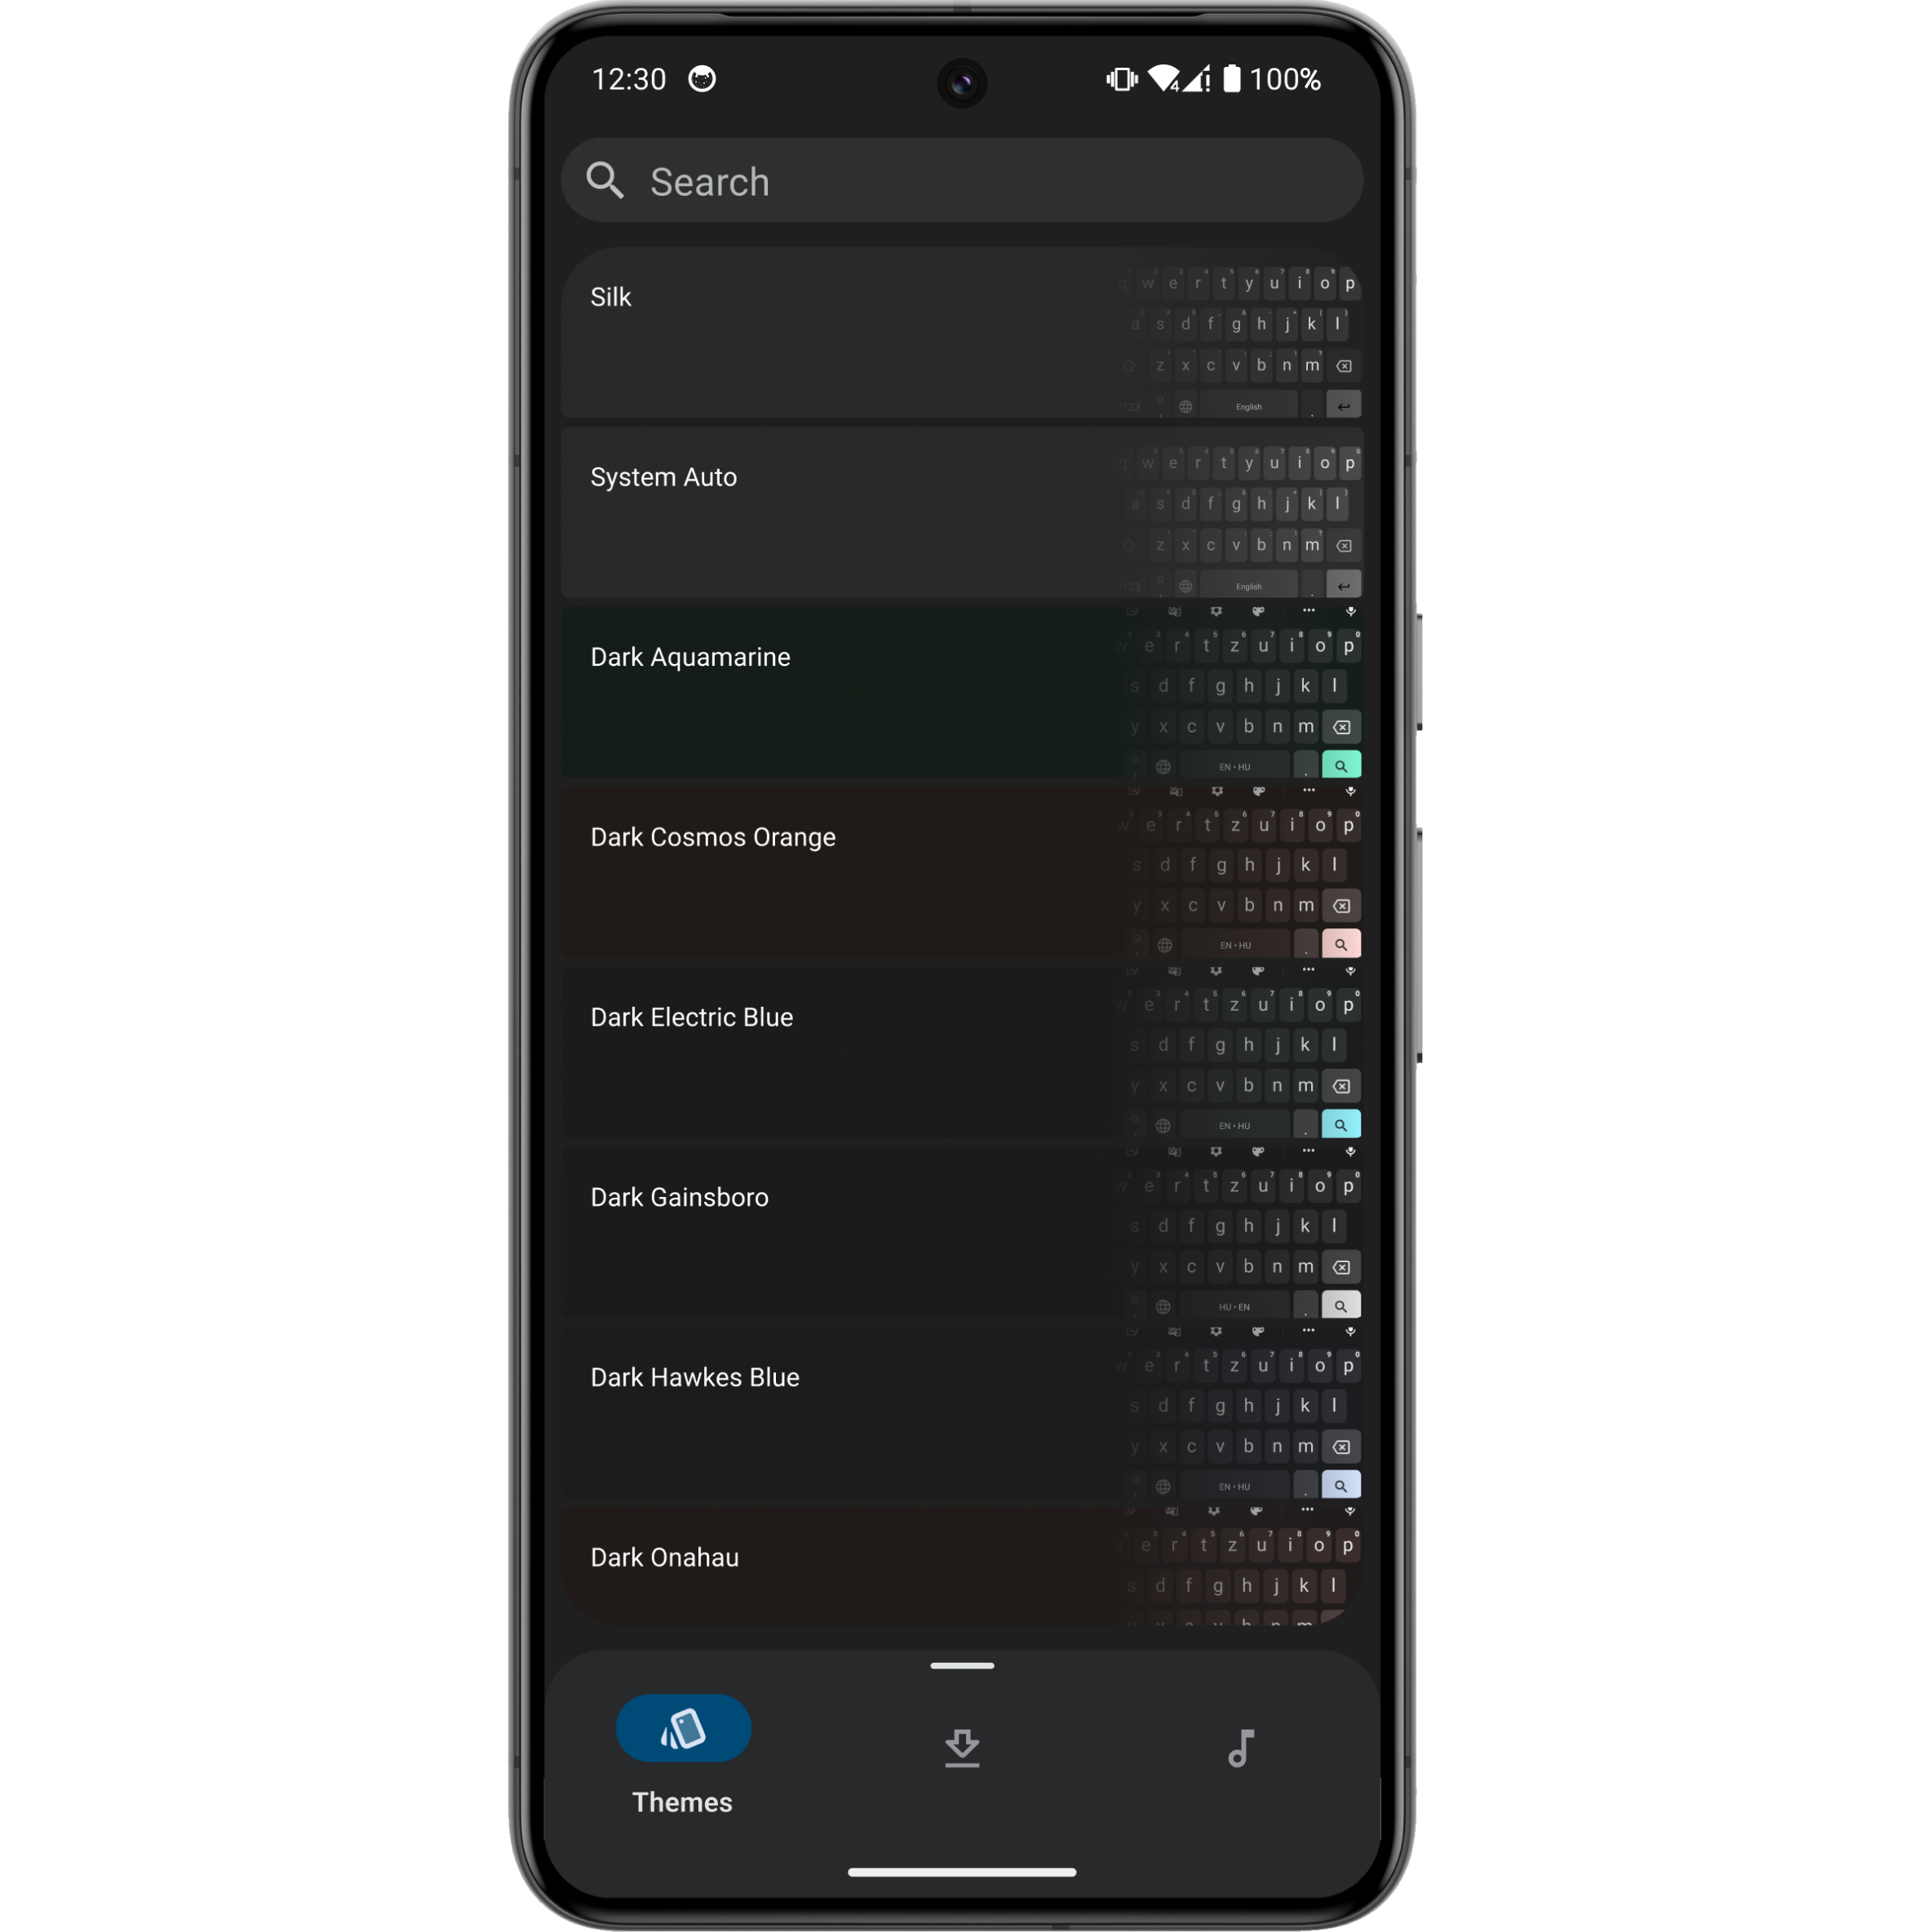 12:30 100%
Search
Silk
q w e r t y u i o p
a s d f g h j k l
z x c v b n m
?123 , English .
System Auto
q w e r t y u i o p
a s d f g h j k l
z x c v b n m
?123 , English .
Dark Aquamarine
w e r t z u i o p
s d f g h j k l
y x c v b n m
EN • HU .
Dark Cosmos Orange
w e r t z u i o p
s d f g h j k l
y x c v b n m
EN • HU .
Dark Electric Blue
w e r t z u i o p
s d f g h j k l
y x c v b n m
EN • HU .
Dark Gainsboro
w e r t z u i o p
s d f g h j k l
y x c v b n m
HU • EN .
Dark Hawkes Blue
w e r t z u i o p
s d f g h j k l
y x c v b n m
EN • HU .
Dark Onahau
w e r t z u i o p
s d f g h j k l
y x c v b n m
Themes